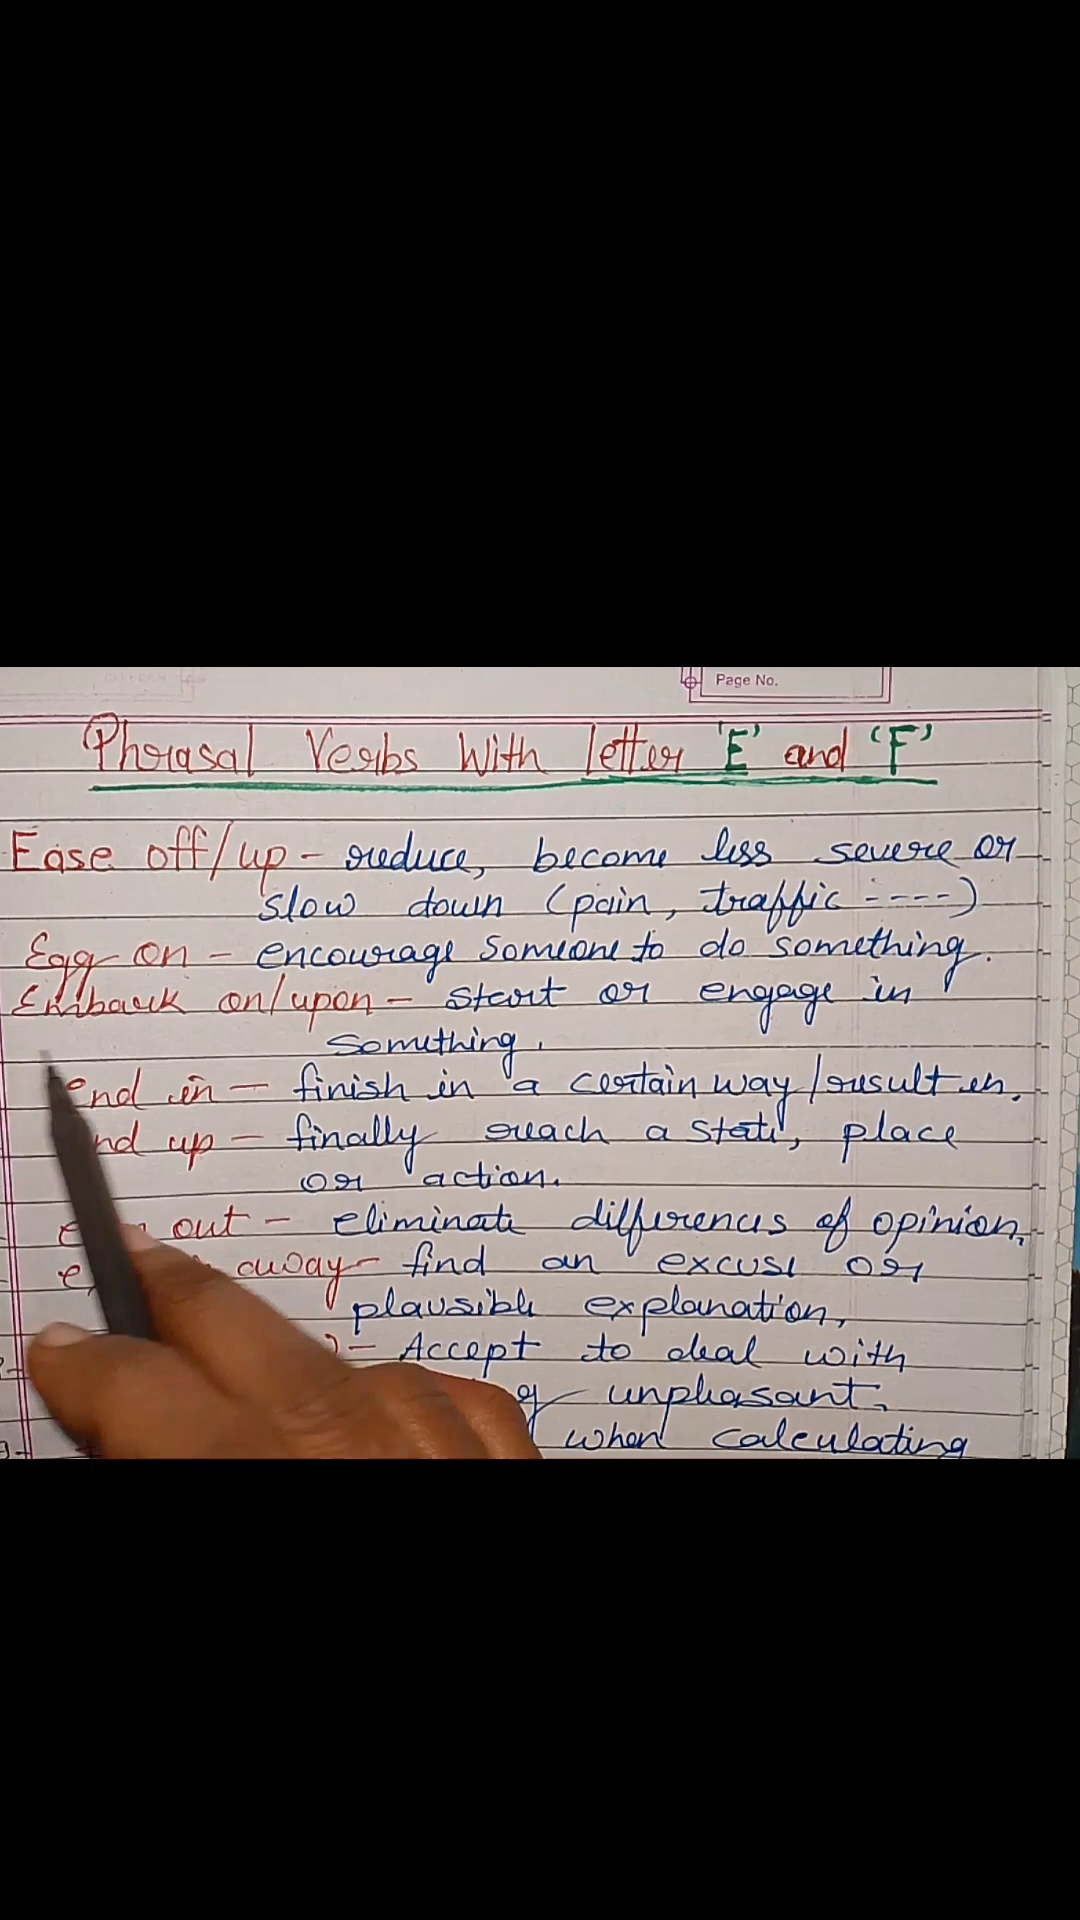 Page No.
Phrasal Verbs With letter 'E' and 'F'
Ease off/up - reduce, become less severe or
slow down (pain, traffic ----)
Egg on - encourage someone to do something.
Embark on/upon - start or engage in
something.
end in - finish in a certain way/result in.
end up - finally reach a state, place
or action.
out - eliminate differences of opinion,
away - find an excuse or
plausible explanation,
- Accept to deal with
unpleasant.
when calculating